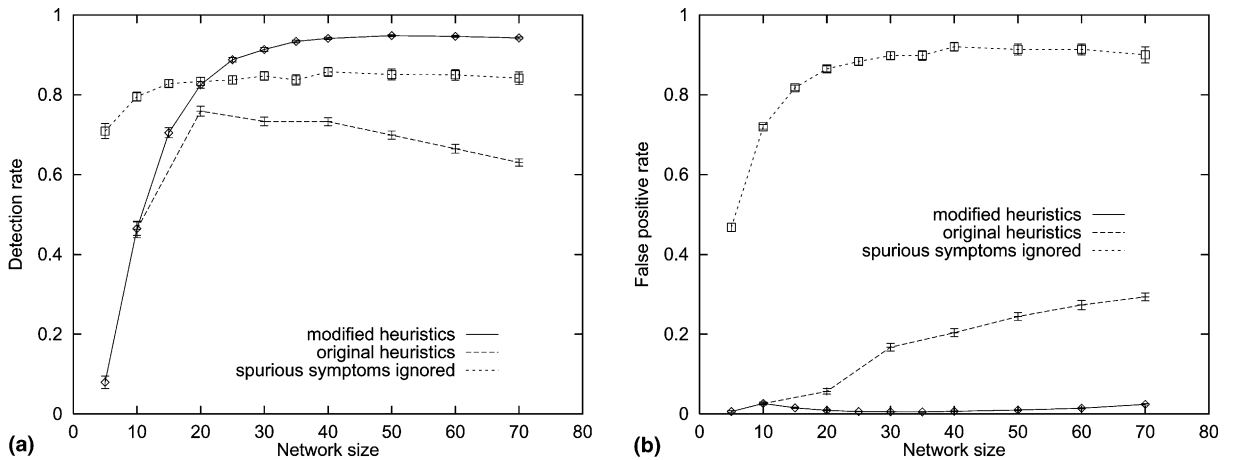 1
0.8
0.6
0.4
0.2
0
Detection rate
modified heuristics
original heuristics
spurious symptoms ignored
0 10 20 30 40 50 60 70 80
(a)
Network size
1
0.8
0.6
0.4
0.2
0
False positive rate
modified heuristics
original heuristics
spurious symptoms ignored
0 10 20 30 40 50 60 70 80
(b)
Network size